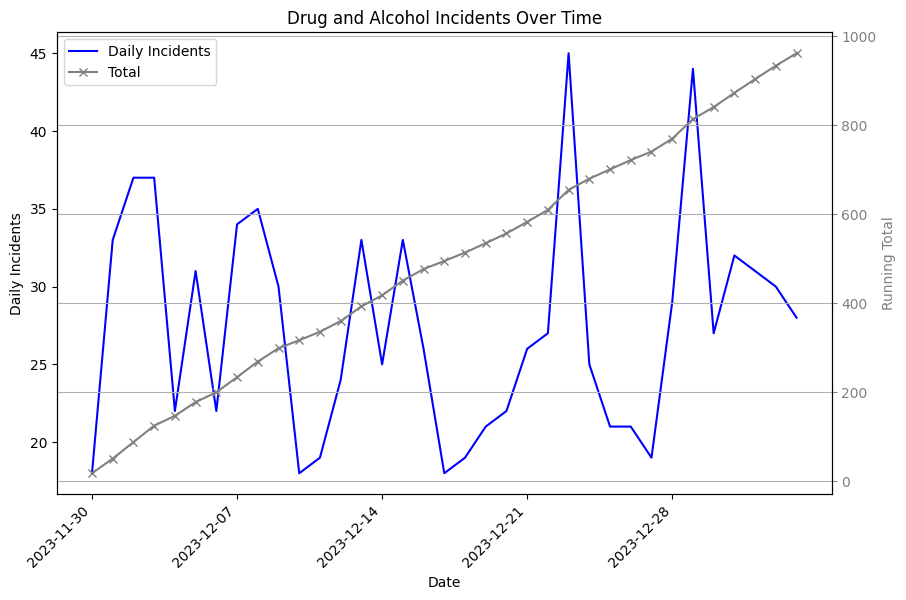 Drug and Alcohol Incidents Over Time
Daily Incidents
Total
45
40
35
30
25
20
Daily Incidents
1000
800
600
400
200
0
Running Total
2023-11-30
2023-12-07
2023-12-14
2023-12-21
2023-12-28
Date